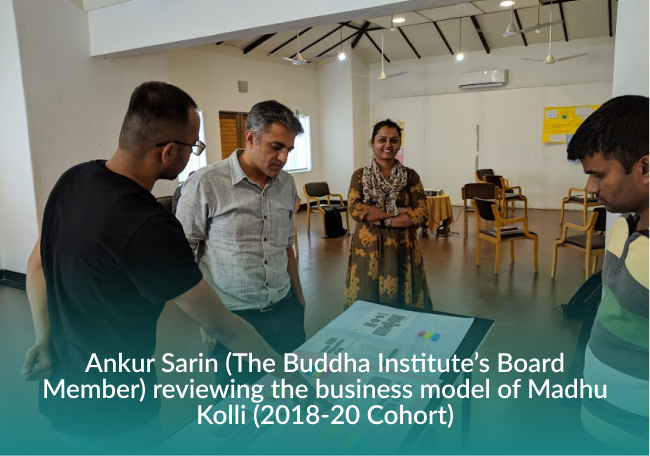 Ankur Sarin (The Buddha Institute's Board
Member) reviewing the business model of Madhu
Kolli (2018-20 Cohort)